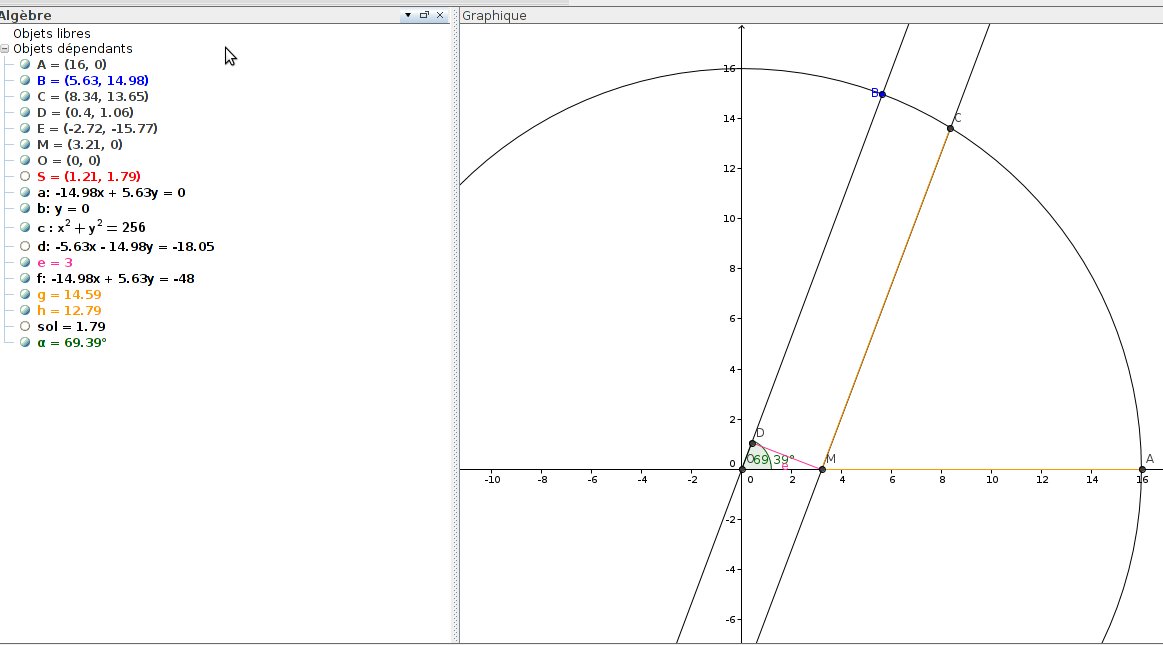 Algèbre
Objets libres
Objets dépendants
A = (16, 0)
B = (5.63, 14.98)
C = (8.34, 13.65)
D = (0.4, 1.06)
E = (-2.72, -15.77)
M = (3.21, 0)
O = (0, 0)
S = (1.21, 1.79)
a: -14.98x + 5.63y = 0
b: y = 0
c : x² + y² = 256
d: -5.63x - 14.98y = -18.05
e = 3
f: -14.98x + 5.63y = -48
g = 14.59
h = 12.79
sol = 1.79
α = 69.39°
Graphique
16
B
C
14
12
10
8
6
4
2
D
0
O
69.39°
e
M
A
-10 -8 -6 -4 -2 0 2 4 6 8 10 12 14 16
-2
-4
-6